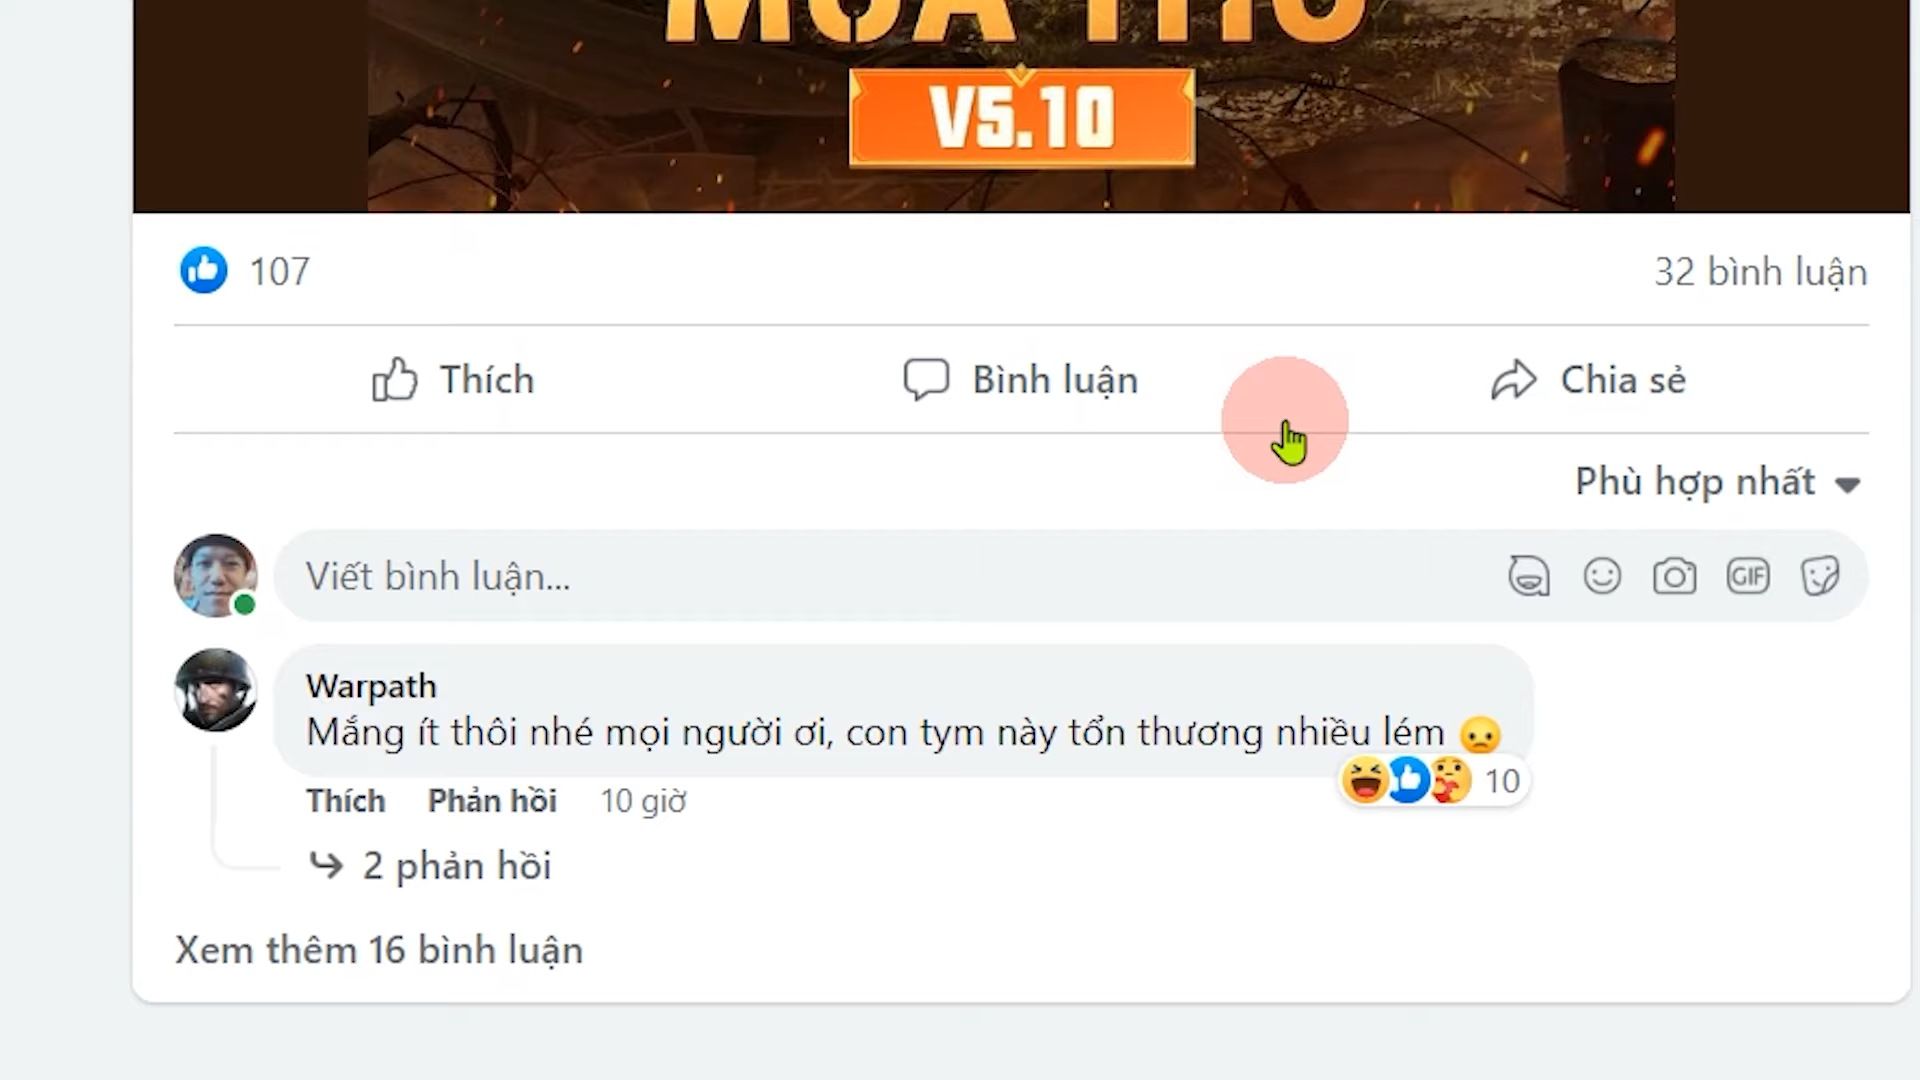 MÙA THU
V5.10
107
32 bình luận
Thích
Bình luận
Chia sẻ
Phù hợp nhất
Viết bình luận...
GIF
Warpath
Mắng ít thôi nhé mọi người ơi, con tym này tổn thương nhiều lém
10
Thích Phản hồi 10 giờ
2 phản hồi
Xem thêm 16 bình luận